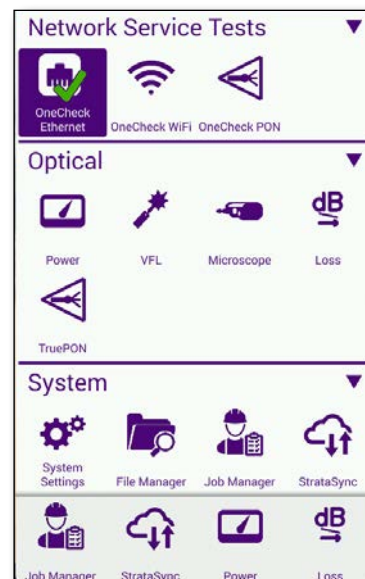 Network Service Tests
OneCheck
Ethernet
OneCheck WiFi
OneCheck PON
Optical
dB
Power
VFL
Microscope
Loss
TruePON
System
System
Settings
File Manager
Job Manager
StrataSync
dB
Job Manager
StrataSync
Power
Loss